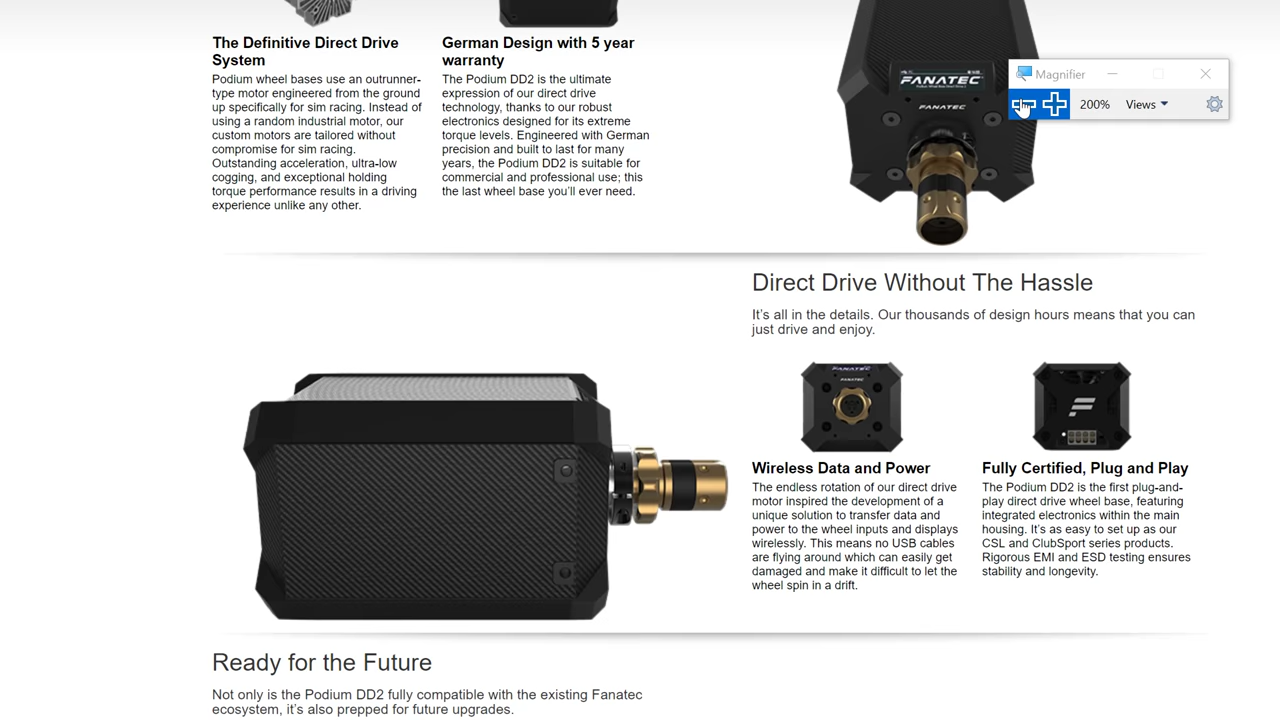 The Definitive Direct Drive
System
Podium wheel bases use an outrunner-
type motor engineered from the ground
up specifically for sim racing. Instead of
using a random industrial motor, our
custom motors are tailored without
compromise for sim racing.
Outstanding acceleration, ultra-low
cogging, and exceptional holding
torque performance results in a driving
experience unlike any other.
German Design with 5 year
warranty
The Podium DD2 is the ultimate
expression of our direct drive
technology, thanks to our robust
electronics designed for its extreme
torque levels. Engineered with German
precision and built to last for many
years, the Podium DD2 is suitable for
commercial and professional use; this
the last wheel base you’ll ever need.
FANATEC
FANATEC
Magnifier
200%
Views
Direct Drive Without The Hassle
It’s all in the details. Our thousands of design hours means that you can
just drive and enjoy.
FANATEC
FANATEC
Wireless Data and Power
The endless rotation of our direct drive
motor inspired the development of a
unique solution to transfer data and
power to the wheel inputs and displays
wirelessly. This means no USB cables
are flying around which can easily get
damaged and make it difficult to let the
wheel spin in a drift.
Fully Certified, Plug and Play
The Podium DD2 is the first plug-and-
play direct drive wheel base, featuring
integrated electronics within the main
housing. It’s as easy to set up as our
CSL and ClubSport series products.
Rigorous EMI and ESD testing ensures
stability and longevity.
Ready for the Future
Not only is the Podium DD2 fully compatible with the existing Fanatec
ecosystem, it’s also prepped for future upgrades.